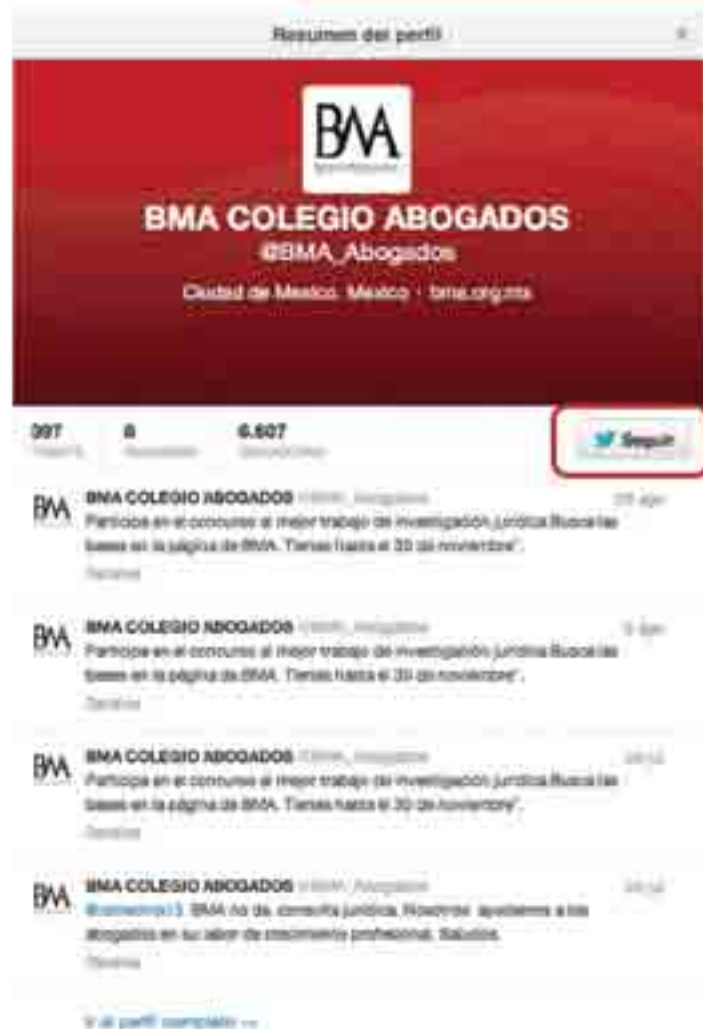 Resumen del perfil
BMA
BMA COLEGIO ABOGADOS
@BMA_Abogados
Ciudad de Mexico, Mexico · bma.org.mx
397 8 6.607
Seguir
BMA COLEGIO ABOGADOS
Participa en el concurso al mejor trabajo de investigación jurídica Busca las
bases en la página de BMA. Tienes hasta el 30 de noviembre".
BMA COLEGIO ABOGADOS
Participa en el concurso al mejor trabajo de investigación jurídica Busca las
bases en la página de BMA. Tienes hasta el 30 de noviembre".
BMA COLEGIO ABOGADOS
Participa en el concurso al mejor trabajo de investigación jurídica Busca las
bases en la página de BMA. Tienes hasta el 30 de noviembre".
BMA COLEGIO ABOGADOS
BMA no da consulta jurídica. Nosotros ayudamos a los
abogados en su labor de crecimiento profesional. Saludos.
Ir al perfil completo →